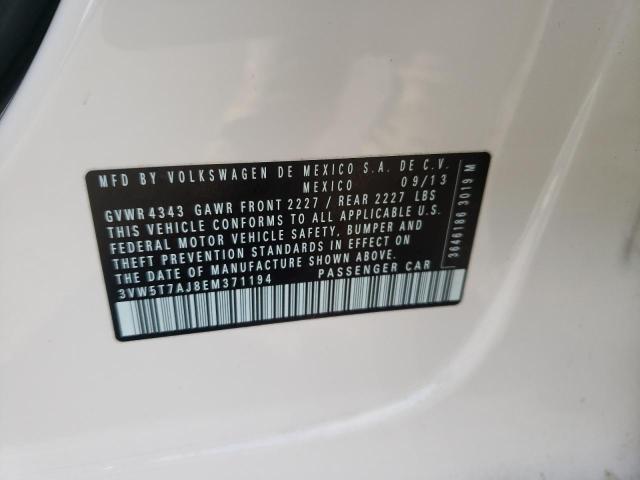 MFD BY VOLKSWAGEN DE MEXICO S.A. DE C.V.
MEXICO 09/13
GVWR 4343 GAWR FRONT 2227 / REAR 2227 LBS
THIS VEHICLE CONFORMS TO ALL APPLICABLE U.S.
FEDERAL MOTOR VEHICLE SAFETY, BUMPER AND
THEFT PREVENTION STANDARDS IN EFFECT ON
THE DATE OF MANUFACTURE SHOWN ABOVE.
3VW5T7AJ8EM371194 PASSENGER CAR
3646186 3019 M